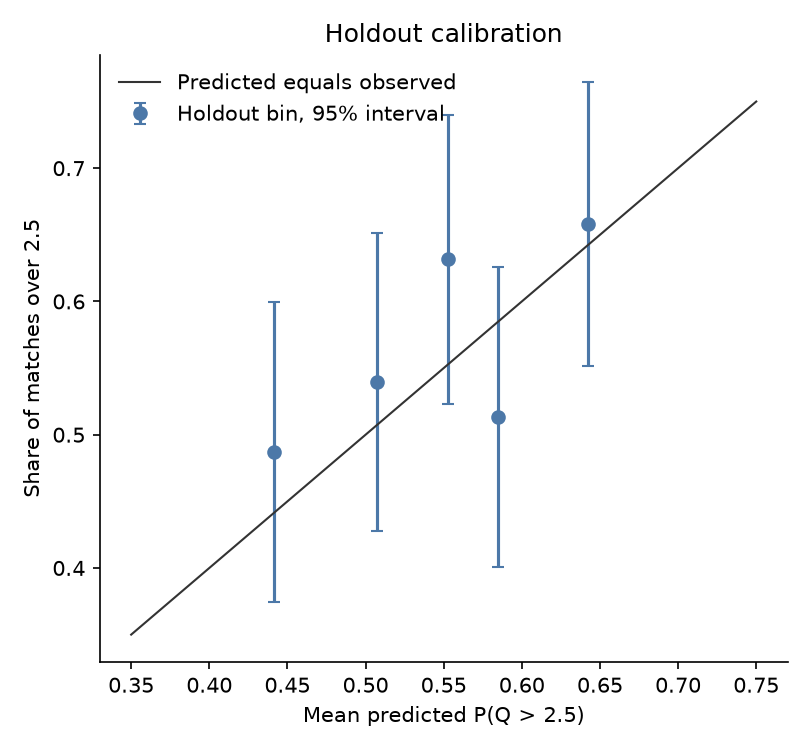 Holdout calibration
Predicted equals observed
Holdout bin, 95% interval
Share of matches over 2.5
0.7
0.6
0.5
0.4
0.35 0.40 0.45 0.50 0.55 0.60 0.65 0.70 0.75
Mean predicted P(Q > 2.5)